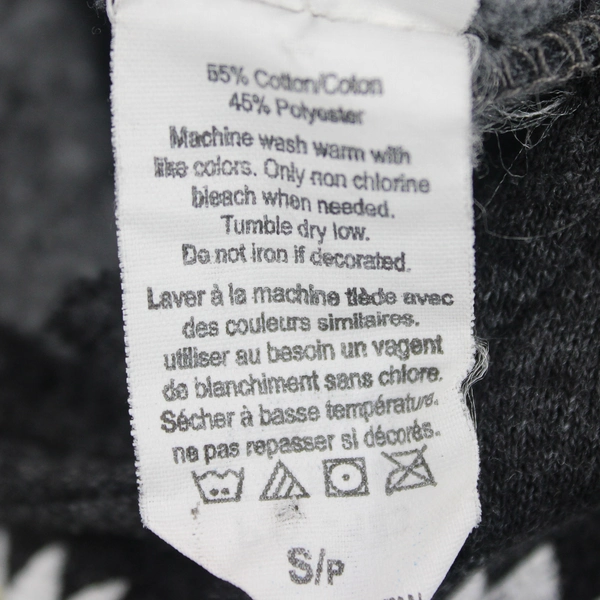 55% Cotton/Coton
45% Polyester
Machine wash warm with
like colors. Only non chlorine
bleach when needed.
Tumble dry low.
Do not iron if decorated.
Laver à la machine tiède avec
des couleurs similaires.
utiliser au besoin un vagent
de blanchiment sans chlore.
Sécher à basse température.
ne pas repasser si décorés.
S/P